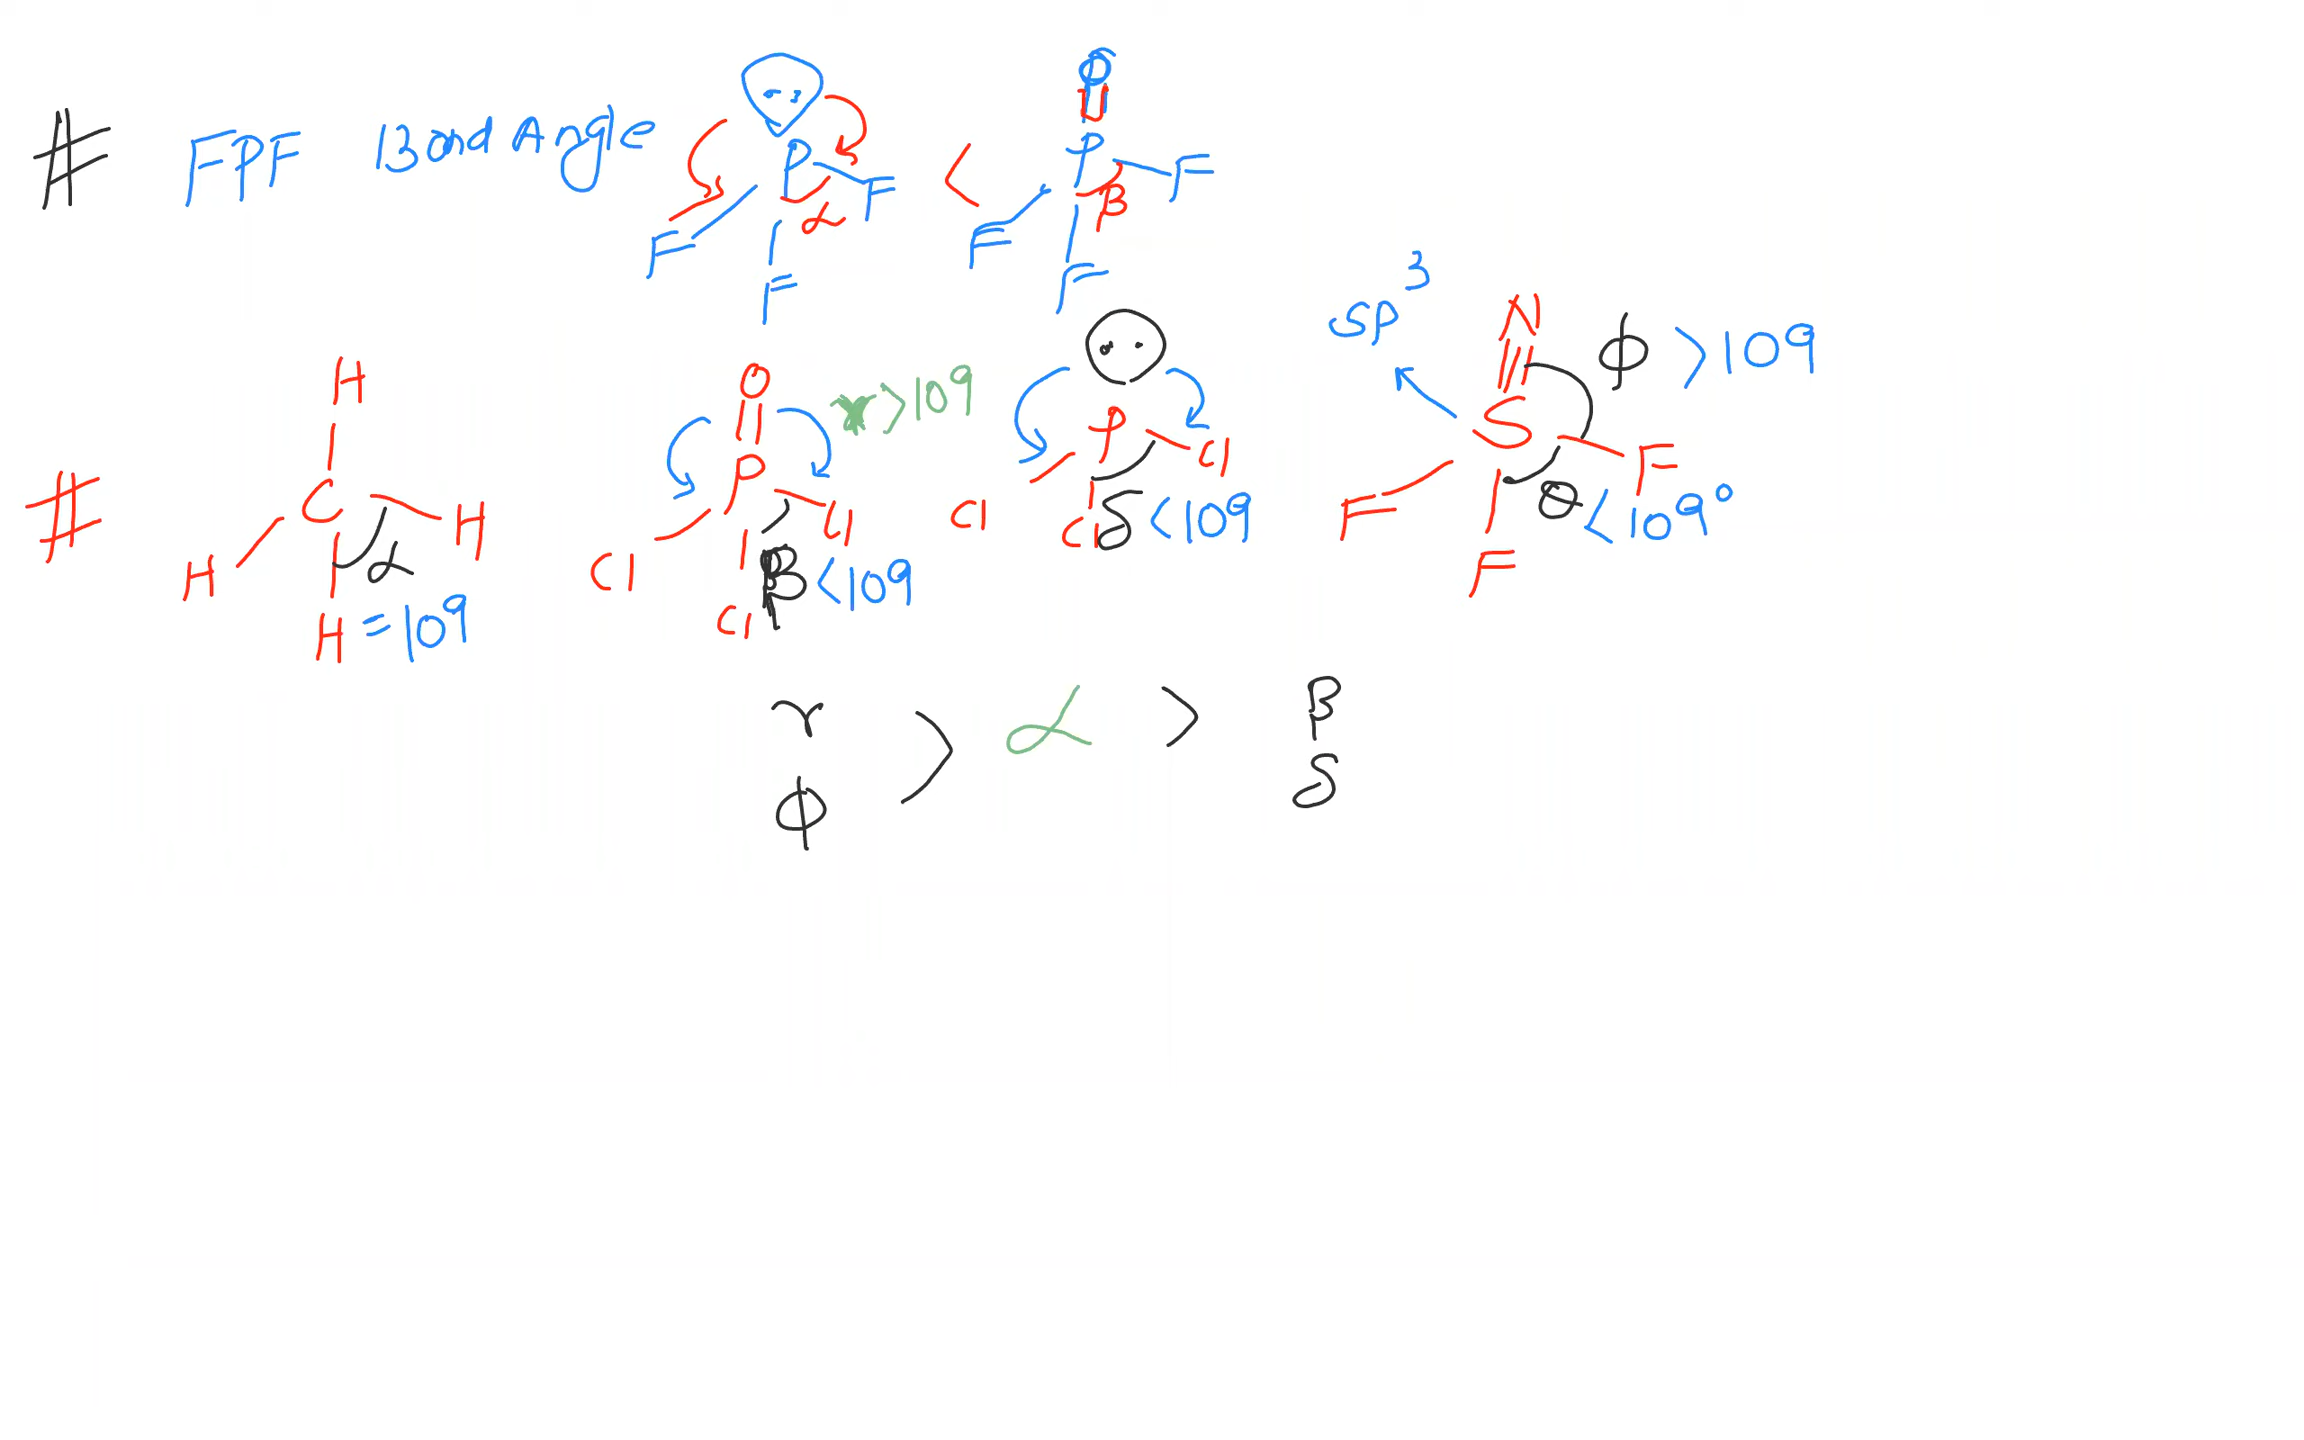 # FPF Bond Angle
O
P F < P F
α β
F F
F F
sp³ N ϕ > 109
H O γ > 109
C P P S
H H α Cl Cl β < 109 Cl Cl δ < 109 F F θ < 109°
H = 109 Cl Cl F
#
γ > α > β
ϕ δ